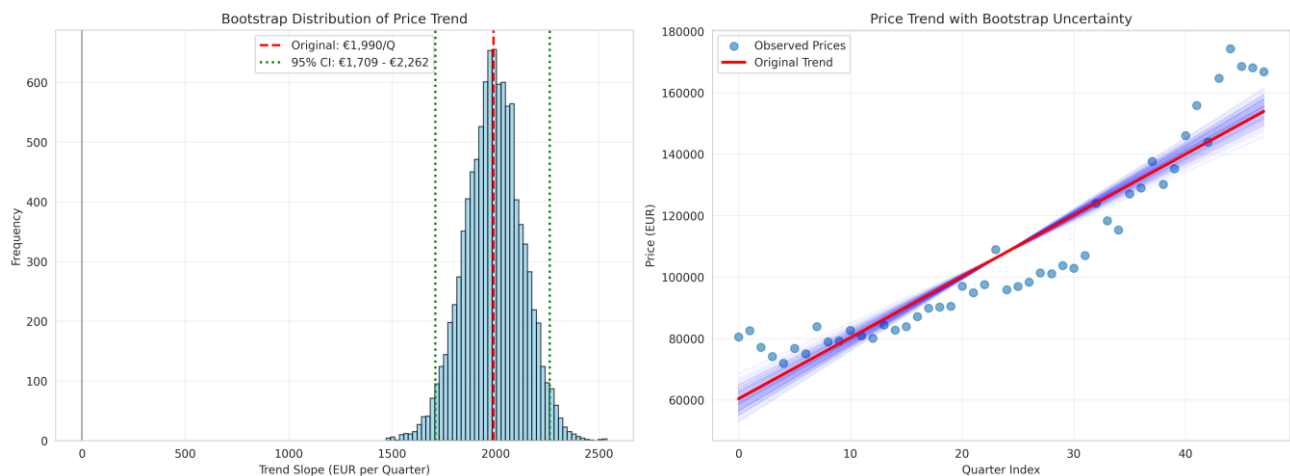 Bootstrap Distribution of Price Trend
Original: €1,990/Q
95% CI: €1,709 - €2,262
Frequency
600
500
400
300
200
100
0
0 500 1000 1500 2000 2500
Trend Slope (EUR per Quarter)
Price Trend with Bootstrap Uncertainty
Observed Prices
Original Trend
Price (EUR)
180000
160000
140000
120000
100000
80000
60000
0 10 20 30 40
Quarter Index